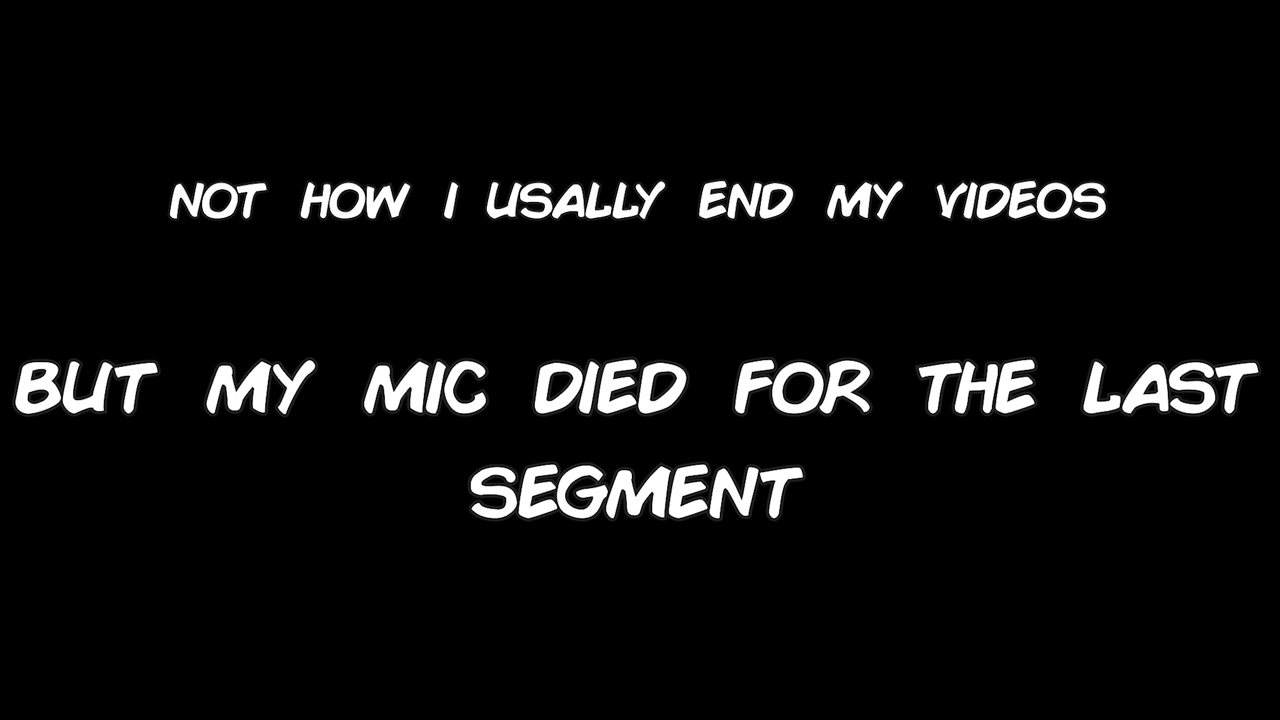 NOT HOW I USALLY END MY VIDEOS
BUT MY MIC DIED FOR THE LAST
SEGMENT